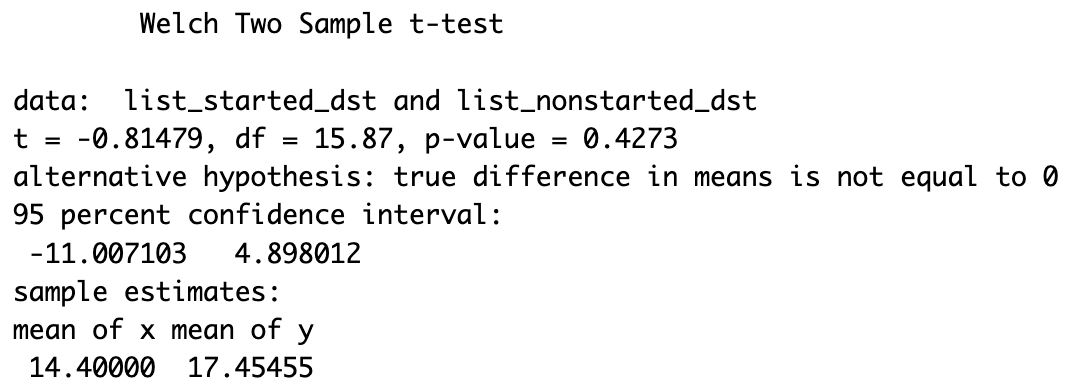 Welch Two Sample t-test
data:  list_started_dst and list_nonstarted_dst
t = -0.81479, df = 15.87, p-value = 0.4273
alternative hypothesis: true difference in means is not equal to 0
95 percent confidence interval:
 -11.007103   4.898012
sample estimates:
mean of x mean of y
 14.40000  17.45455